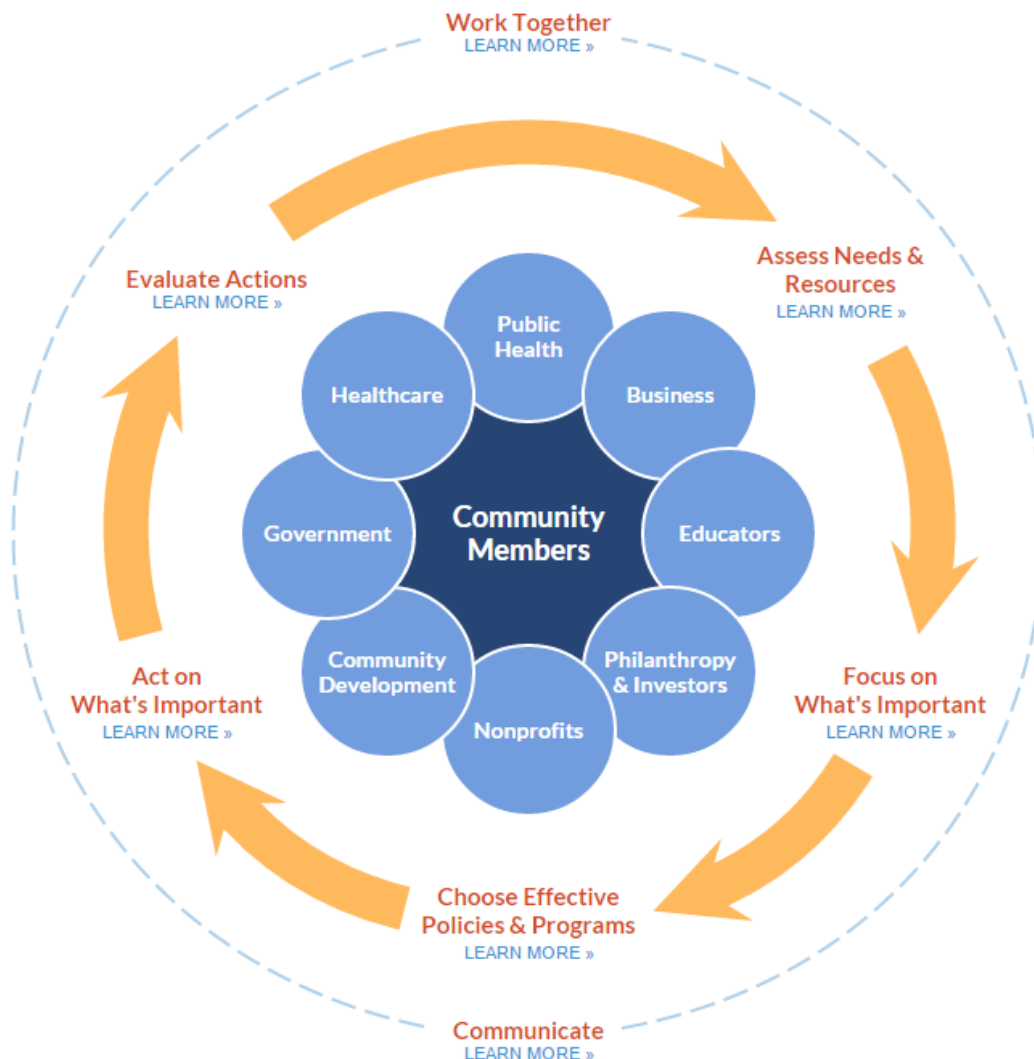 Work Together
LEARN MORE »
Assess Needs &
Resources
LEARN MORE »
Focus on
What's Important
LEARN MORE »
Choose Effective
Policies & Programs
LEARN MORE »
Act on
What's Important
LEARN MORE »
Evaluate Actions
LEARN MORE »
Communicate
LEARN MORE »
Public
Health
Business
Educators
Philanthropy
& Investors
Nonprofits
Community
Development
Government
Healthcare
Community
Members